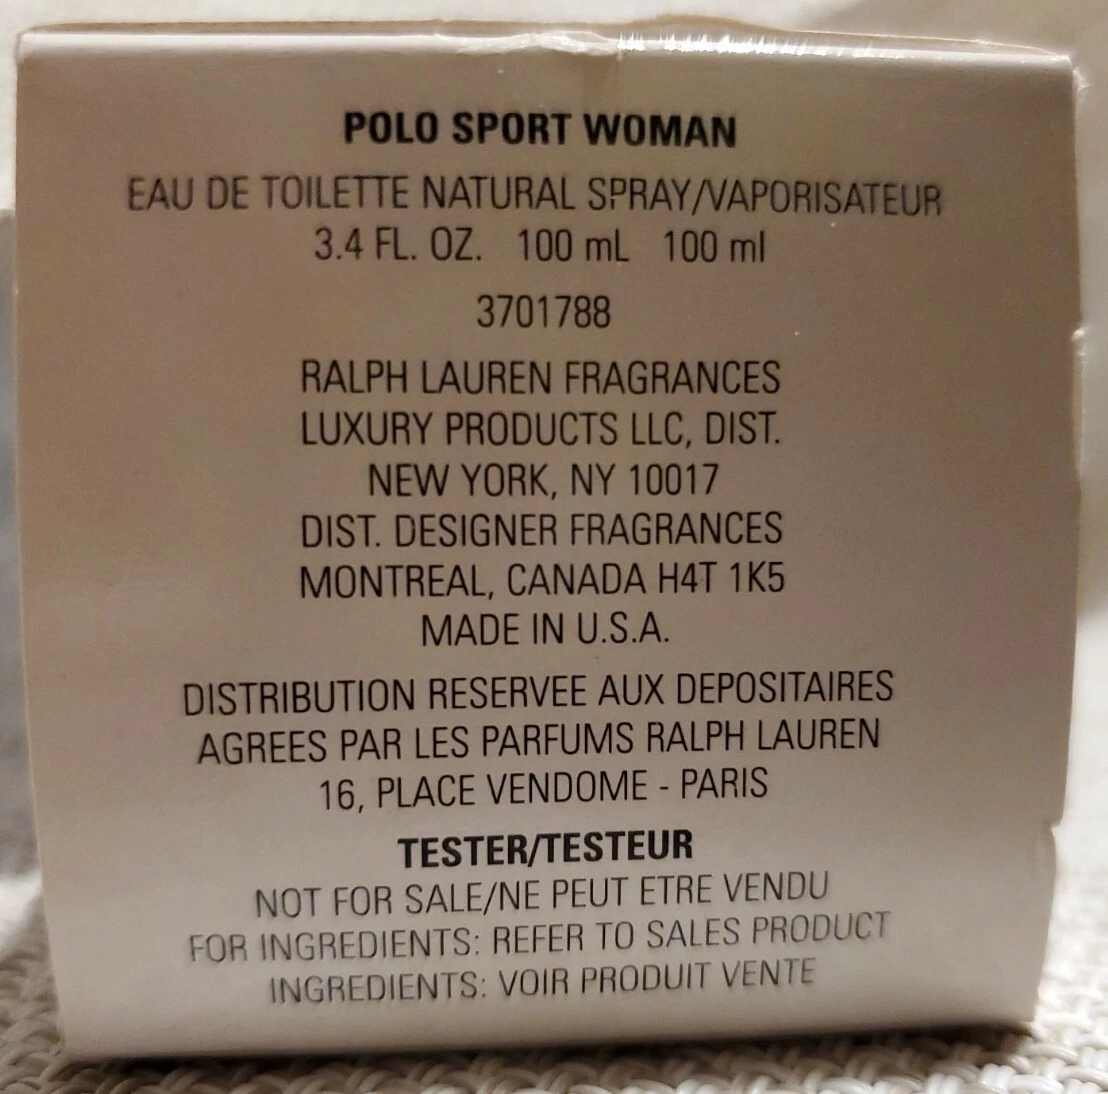 POLO SPORT WOMAN
EAU DE TOILETTE NATURAL SPRAY/VAPORISATEUR
3.4 FL. OZ. 100 mL 100 ml
3701788
RALPH LAUREN FRAGRANCES
LUXURY PRODUCTS LLC, DIST.
NEW YORK, NY 10017
DIST. DESIGNER FRAGRANCES
MONTREAL, CANADA H4T 1K5
MADE IN U.S.A.
DISTRIBUTION RESERVEE AUX DEPOSITAIRES
AGREES PAR LES PARFUMS RALPH LAUREN
16, PLACE VENDOME - PARIS
TESTER/TESTEUR
NOT FOR SALE/NE PEUT ETRE VENDU
FOR INGREDIENTS: REFER TO SALES PRODUCT
INGREDIENTS: VOIR PRODUIT VENTE